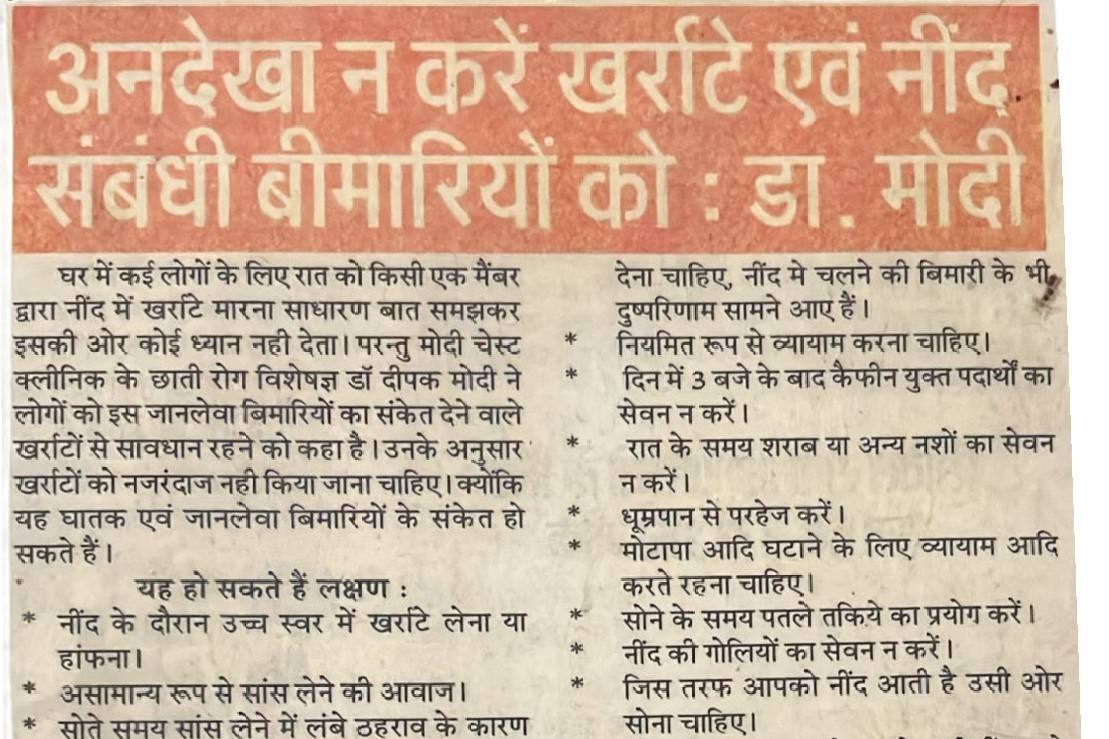 अनदेखा न करें खर्राटे एवं नींद
संबंधी बीमारियों को : डा. मोदी
घर में कई लोगों के लिए रात को किसी एक मैंबर
द्वारा नींद में खर्राटे मारना साधारण बात समझकर
इसकी ओर कोई ध्यान नही देता। परन्तु मोदी चेस्ट
क्लीनिक के छाती रोग विशेषज्ञ डॉ दीपक मोदी ने
लोगों को इस जानलेवा बिमारियों का संकेत देने वाले
खर्राटों से सावधान रहने को कहा है। उनके अनुसार
खर्राटों को नजरंदाज नही किया जाना चाहिए। क्योंकि
यह घातक एवं जानलेवा बिमारियों के संकेत हो
सकते हैं।
यह हो सकते हैं लक्षण :
* नींद के दौरान उच्च स्वर में खर्राटे लेना या
हांफना।
* असामान्य रूप से सांस लेने की आवाज।
* सोते समय सांस लेने में लंबे ठहराव के कारण
देना चाहिए, नींद मे चलने की बिमारी के भी
दुष्परिणाम सामने आए हैं।
* नियमित रूप से व्यायाम करना चाहिए।
* दिन में 3 बजे के बाद कैफीन युक्त पदार्थों का
सेवन न करें।
* रात के समय शराब या अन्य नशों का सेवन
न करें।
* धूम्रपान से परहेज करें।
* मोटापा आदि घटाने के लिए व्यायाम आदि
करते रहना चाहिए।
* सोने के समय पतले तकिये का प्रयोग करें।
* नींद की गोलियों का सेवन न करें।
* जिस तरफ आपको नींद आती है उसी ओर
सोना चाहिए।